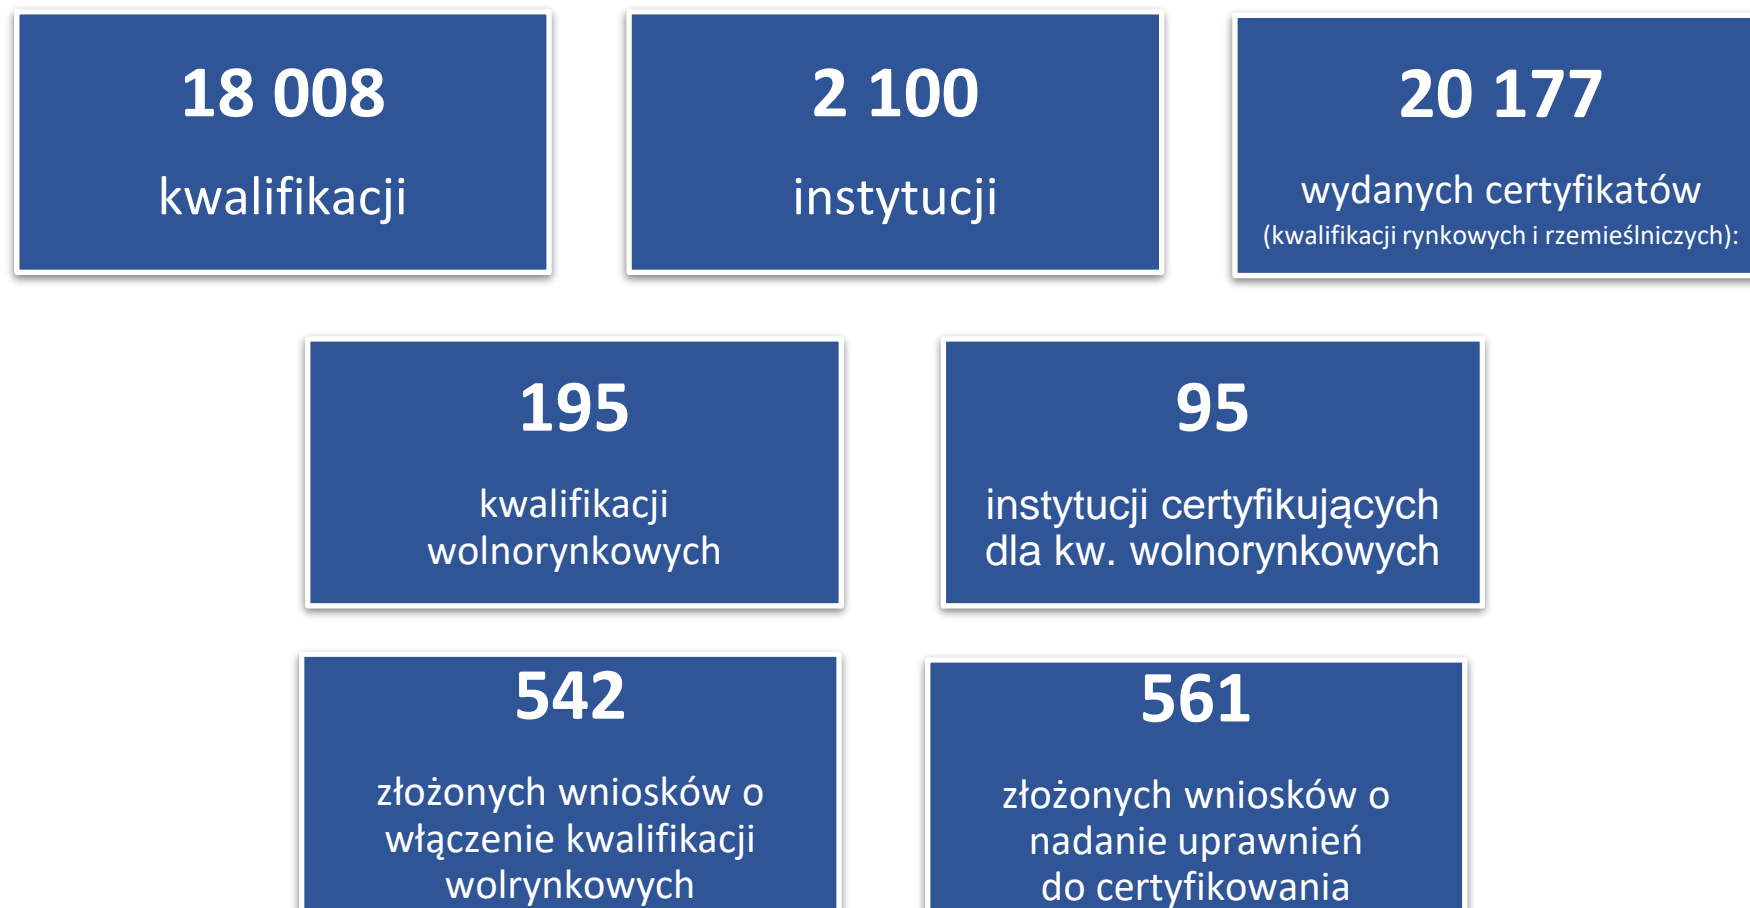 18 008
kwalifikacji
2 100
instytucji
20 177
wydanych certyfikatów
(kwalifikacji rynkowych i rzemieślniczych):
195
kwalifikacji
wolnorynkowych
95
instytucji certyfikujących
dla kw. wolnorynkowych
542
złożonych wniosków o
włączenie kwalifikacji
wolrynkowych
561
złożonych wniosków o
nadanie uprawnień
do certyfikowania